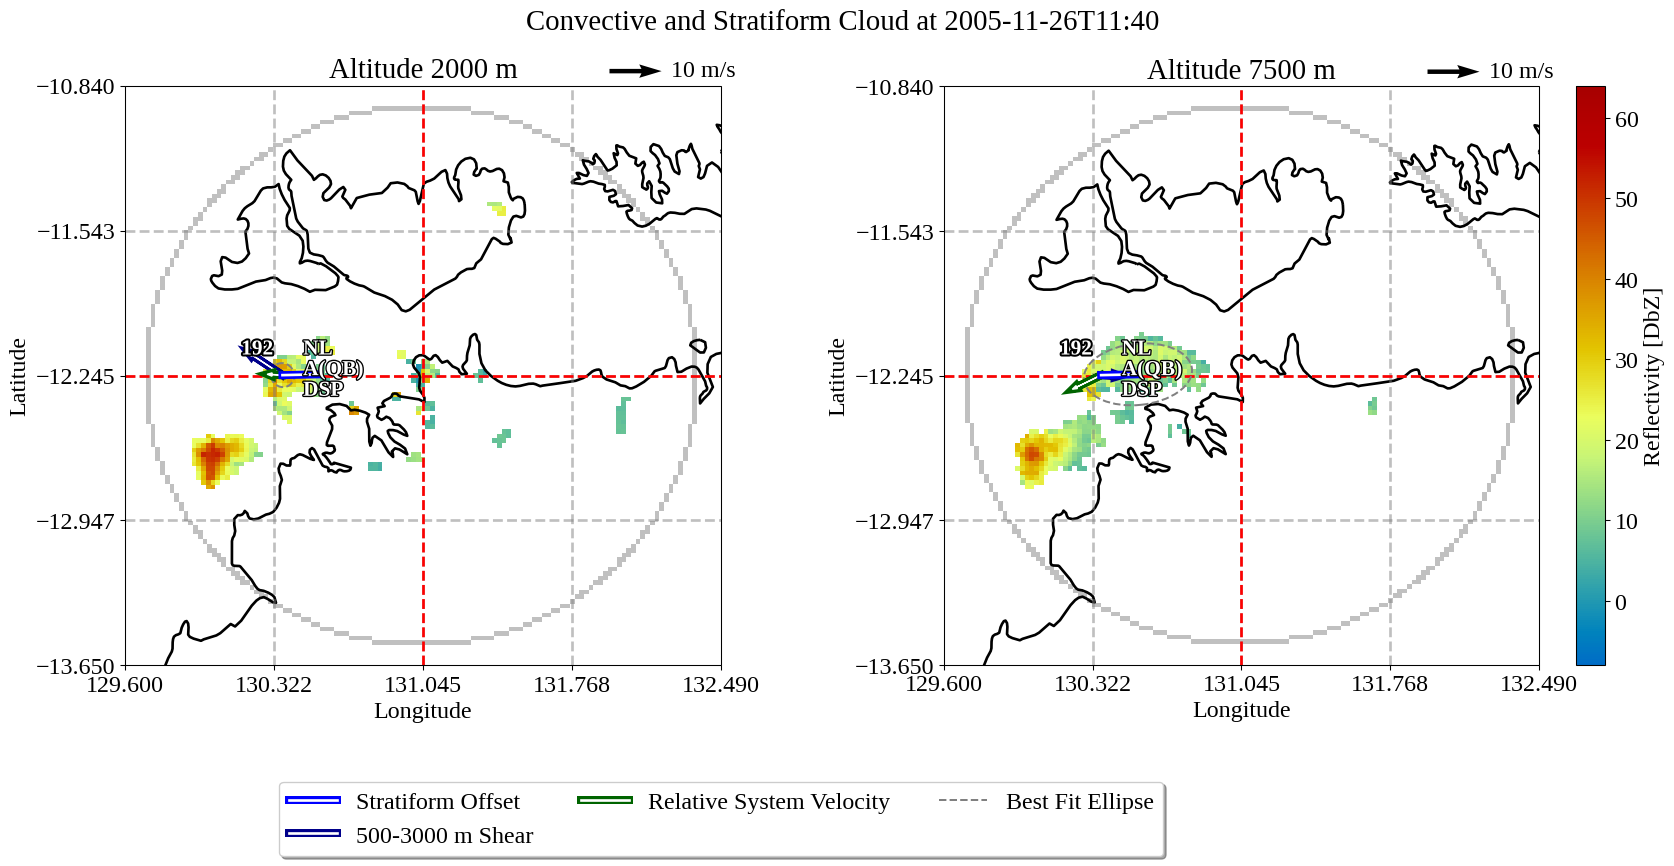 Convective and Stratiform Cloud at 2005-11-26T11:40
Altitude 2000 m
10 m/s
Altitude 7500 m
10 m/s
−10.840
−11.543
−12.245
−12.947
−13.650
Latitude
129.600
130.322
131.045
131.768
132.490
Longitude
192
NL
A(QB)
DSP
−10.840
−11.543
−12.245
−12.947
−13.650
Latitude
129.600
130.322
131.045
131.768
132.490
Longitude
192
NL
A(QB)
DSP
60
50
40
30
20
10
0
Reflectivity [DbZ]
Stratiform Offset
500-3000 m Shear
Relative System Velocity
Best Fit Ellipse